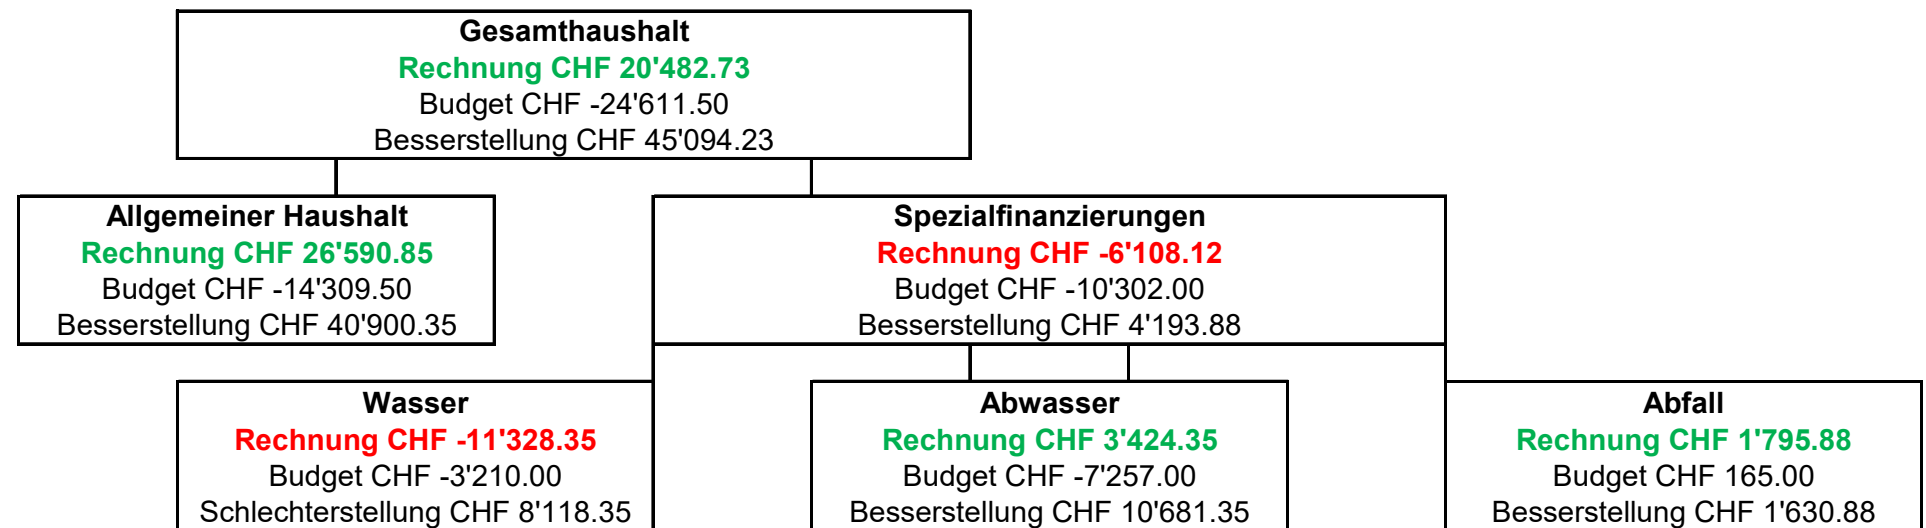 Gesamthaushalt
Rechnung CHF 20'482.73
Budget CHF -24'611.50
Besserstellung CHF 45'094.23
Allgemeiner Haushalt
Rechnung CHF 26'590.85
Budget CHF -14'309.50
Besserstellung CHF 40'900.35
Spezialfinanzierungen
Rechnung CHF -6'108.12
Budget CHF -10'302.00
Besserstellung CHF 4'193.88
Wasser
Rechnung CHF -11'328.35
Budget CHF -3'210.00
Schlechterstellung CHF 8'118.35
Abwasser
Rechnung CHF 3'424.35
Budget CHF -7'257.00
Besserstellung CHF 10'681.35
Abfall
Rechnung CHF 1'795.88
Budget CHF 165.00
Besserstellung CHF 1'630.88